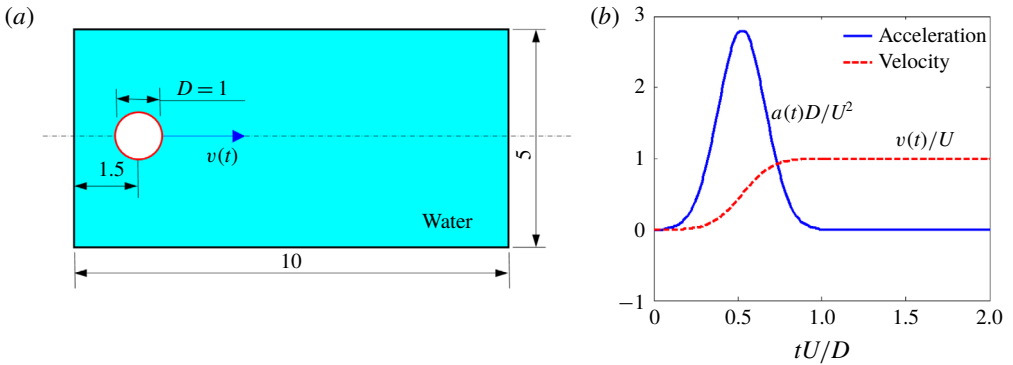 (a)
D = 1
v(t)
1.5
5
Water
10
(b)
3
2
1
0
−1
Acceleration
Velocity
a(t)D/U²
v(t)/U
0 0.5 1.0 1.5 2.0
tU/D